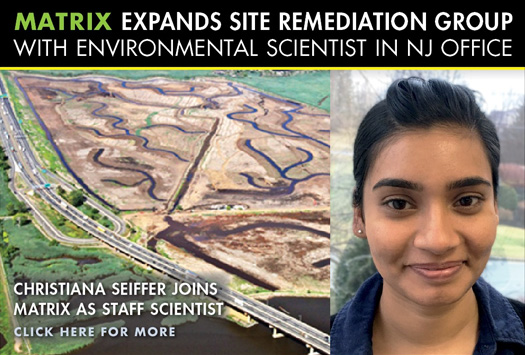 MATRIX EXPANDS SITE REMEDIATION GROUP
WITH ENVIRONMENTAL SCIENTIST IN NJ OFFICE
CHRISTIANA SEIFFER JOINS
MATRIX AS STAFF SCIENTIST
CLICK HERE FOR MORE